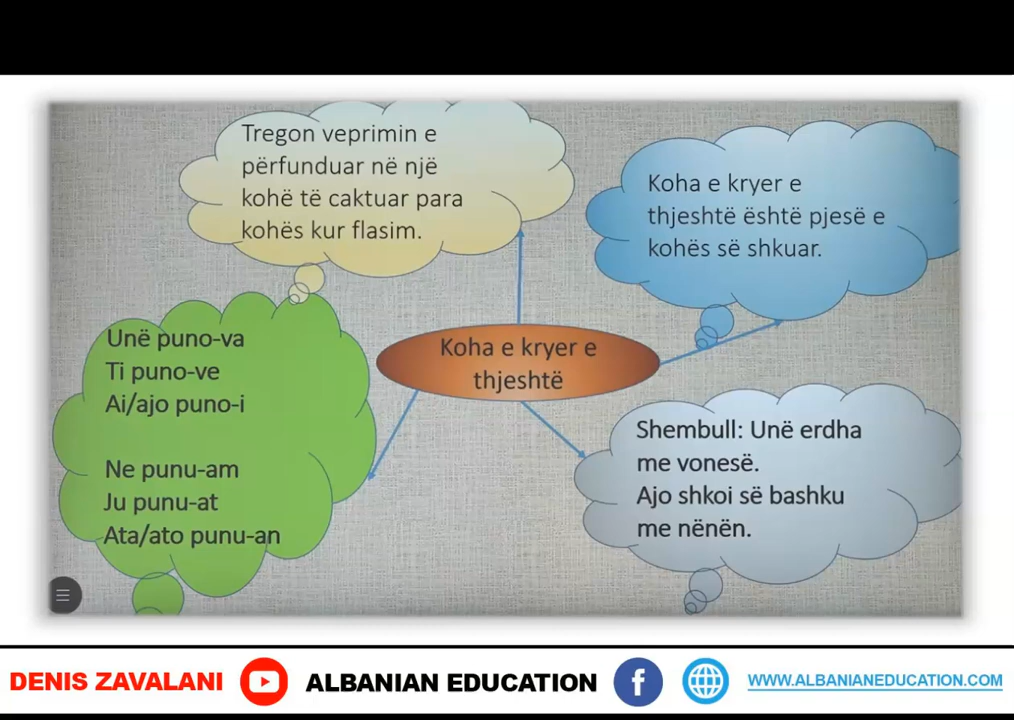 Tregon veprimin e
përfunduar në një
kohë të caktuar para
kohës kur flasim.
Koha e kryer e
thjeshtë është pjesë e
kohës së shkuar.
Koha e kryer e
thjeshtë
Unë puno-va
Ti puno-ve
Ai/ajo puno-i
Ne punu-am
Ju punu-at
Ata/ato punu-an
Shembull: Unë erdha
me vonesë.
Ajo shkoi së bashku
me nënën.
DENIS ZAVALANI ALBANIAN EDUCATION f WWW.ALBANIANEDUCATION.COM